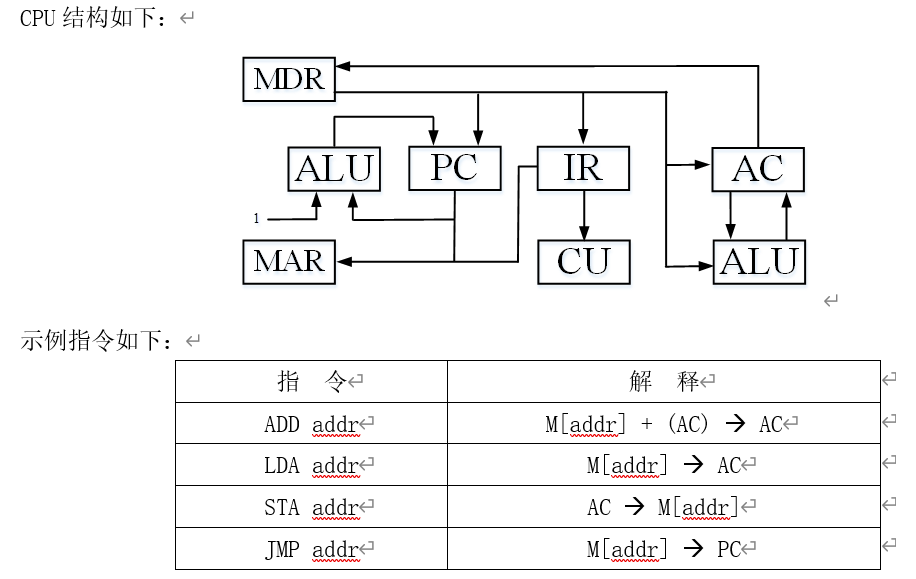 CPU 结构如下：
MDR
ALU PC IR AC
1
MAR CU ALU
示例指令如下：
指 令 解 释
ADD addr M[addr] + (AC) → AC
LDA addr M[addr] → AC
STA addr AC → M[addr]
JMP addr M[addr] → PC